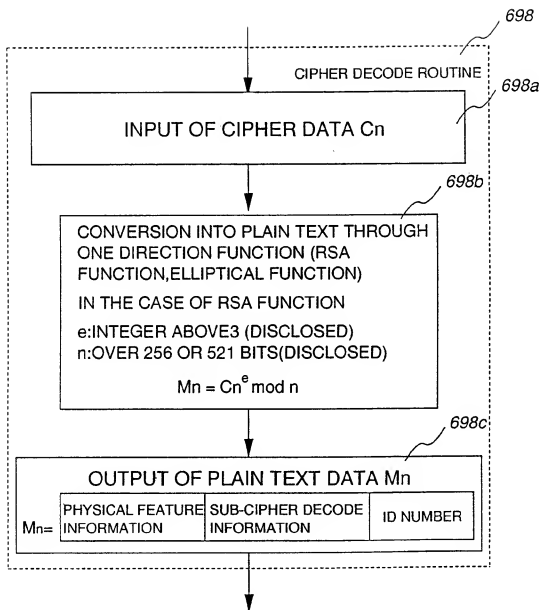 698
CIPHER DECODE ROUTINE
698a
INPUT OF CIPHER DATA Cn
698b
CONVERSION INTO PLAIN TEXT THROUGH
ONE DIRECTION FUNCTION (RSA
FUNCTION,ELLIPTICAL FUNCTION)
IN THE CASE OF RSA FUNCTION
e:INTEGER ABOVE3 (DISCLOSED)
n:OVER 256 OR 521 BITS(DISCLOSED)
Mn = Cn^e mod n
698c
OUTPUT OF PLAIN TEXT DATA Mn
Mn=
PHYSICAL FEATURE
INFORMATION
SUB-CIPHER DECODE
INFORMATION
ID NUMBER